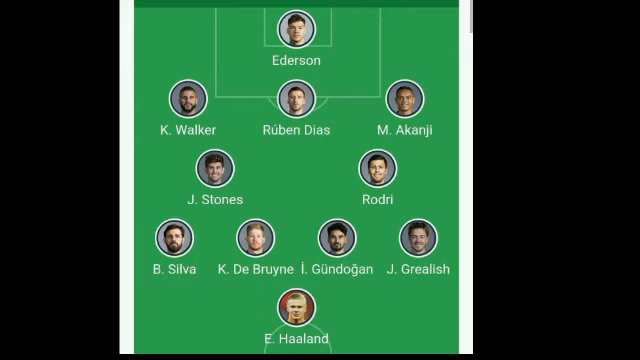 Ederson
K. Walker Rúben Dias M. Akanji
J. Stones Rodri
B. Silva K. De Bruyne İ. Gündoğan J. Grealish
E. Haaland